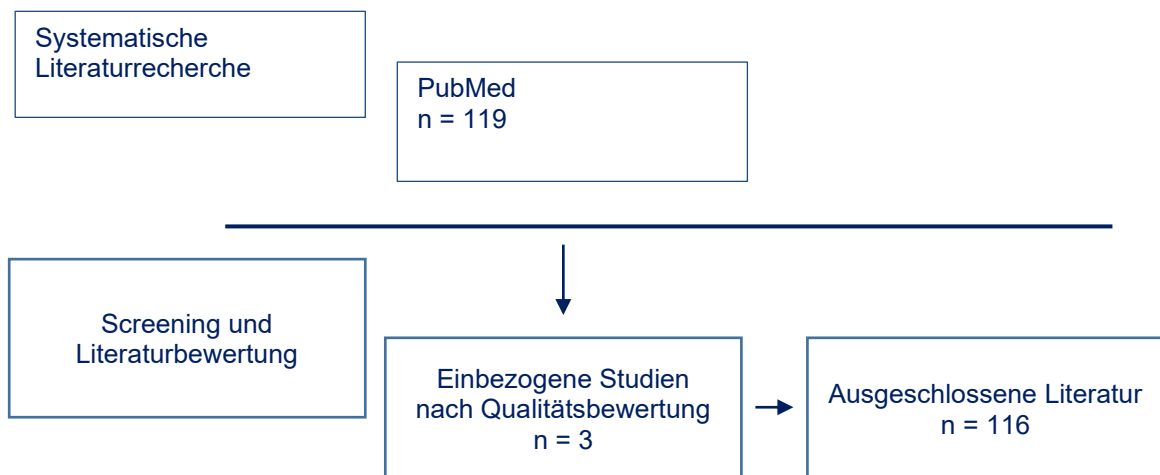 Systematische
Literaturrecherche
PubMed
n = 119
Screening und
Literaturbewertung
Einbezogene Studien
nach Qualitätsbewertung
n = 3
Ausgeschlossene Literatur
n = 116